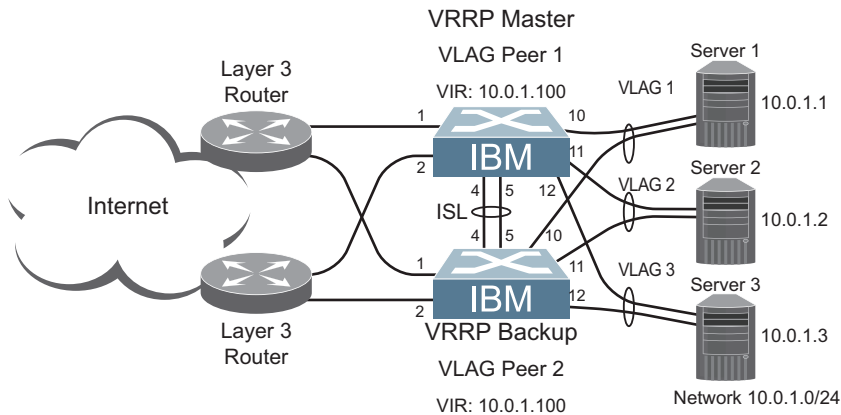 VRRP Master
VLAG Peer 1
VIR: 10.0.1.100
Layer 3
Router
Internet
Layer 3
Router
1
2
IBM
10
11
12
4
5
ISL
4
5
10
1
2
IBM
11
12
VRRP Backup
VLAG Peer 2
VIR: 10.0.1.100
VLAG 1
VLAG 2
VLAG 3
Server 1
10.0.1.1
Server 2
10.0.1.2
Server 3
10.0.1.3
Network 10.0.1.0/24